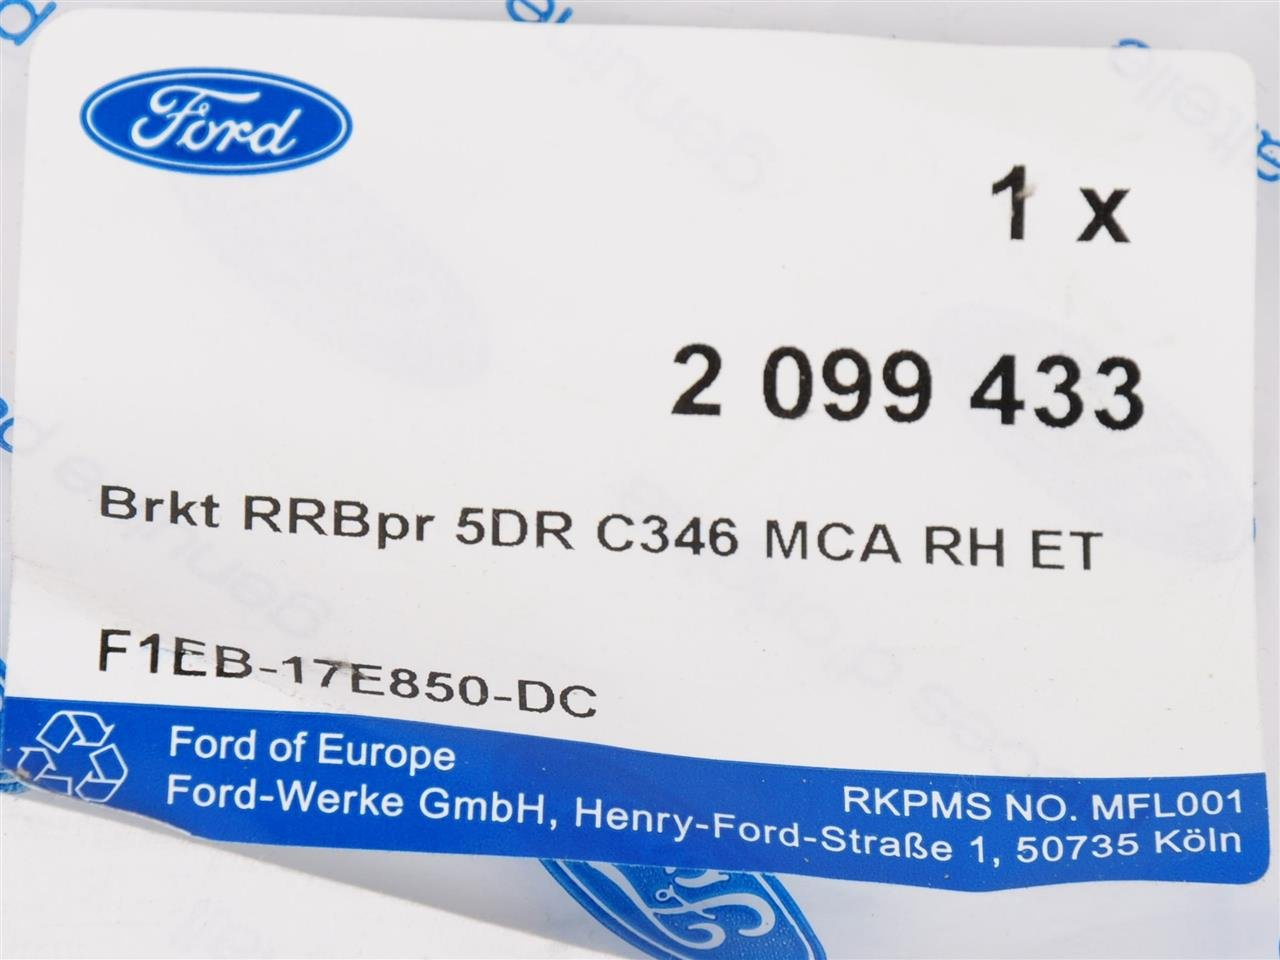 Ford
1 x
2 099 433
Brkt RRBpr 5DR C346 MCA RH ET
F1EB-17E850-DC
Ford of Europe
Ford-Werke GmbH, Henry-Ford-Straße 1, 50735 Köln
RKPMS NO. MFL001